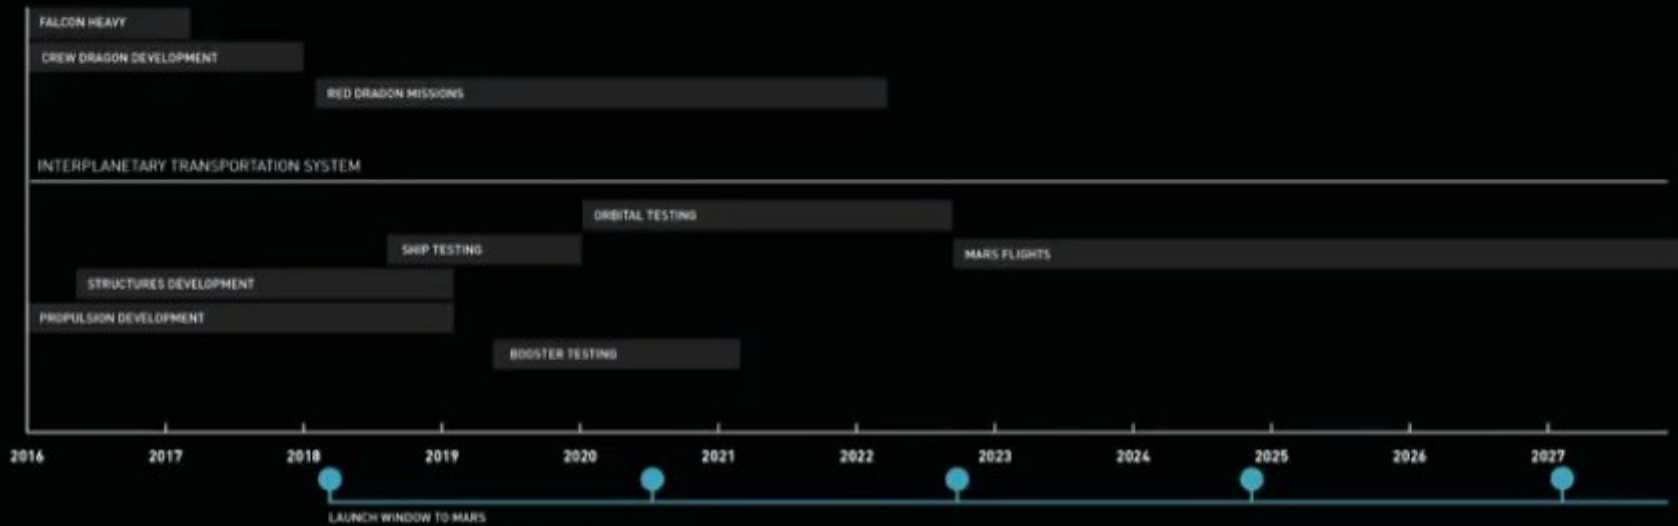 FALCON HEAVY
CREW DRAGON DEVELOPMENT
RED DRAGON MISSIONS
INTERPLANETARY TRANSPORTATION SYSTEM
ORBITAL TESTING
SHIP TESTING
MARS FLIGHTS
STRUCTURES DEVELOPMENT
PROPULSION DEVELOPMENT
BOOSTER TESTING
2016 2017 2018 2019 2020 2021 2022 2023 2024 2025 2026 2027
LAUNCH WINDOW TO MARS